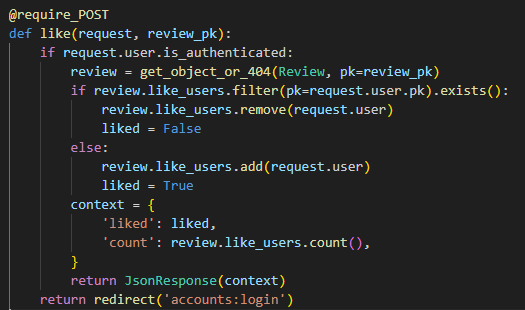 @require_POST
def like(request, review_pk):
    if request.user.is_authenticated:
        review = get_object_or_404(Review, pk=review_pk)
        if review.like_users.filter(pk=request.user.pk).exists():
            review.like_users.remove(request.user)
            liked = False
        else:
            review.like_users.add(request.user)
            liked = True
        context = {
            'liked': liked,
            'count': review.like_users.count(),
        }
        return JsonResponse(context)
    return redirect('accounts:login')